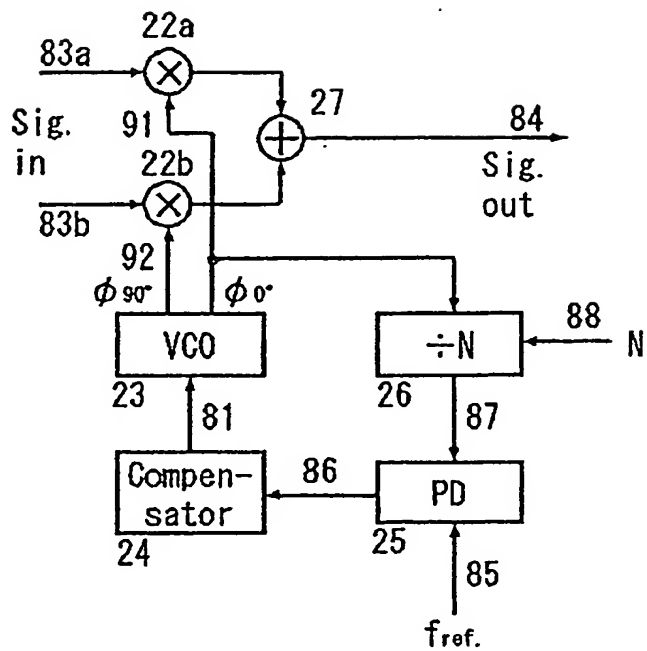 22a
83a
27
84
Sig.
in
91
22b
Sig.
out
83b
92
ϕ90°
ϕ0°
88
VCO
÷N
N
23
26
81
87
Compen-
sator
86
PD
24
25
85
fref.